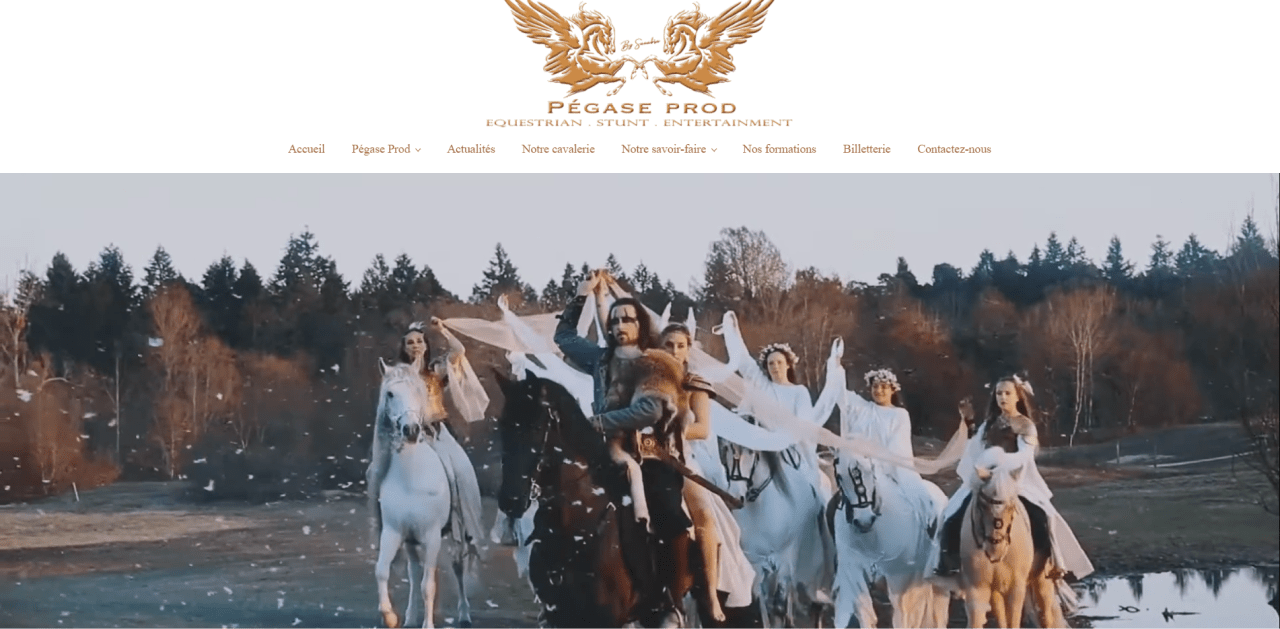 By Sandra
PÉGASE PROD
EQUESTRIAN . STUNT . ENTERTAINMENT
Accueil Pégase Prod Actualités Notre cavalerie Notre savoir-faire Nos formations Billetterie Contactez-nous